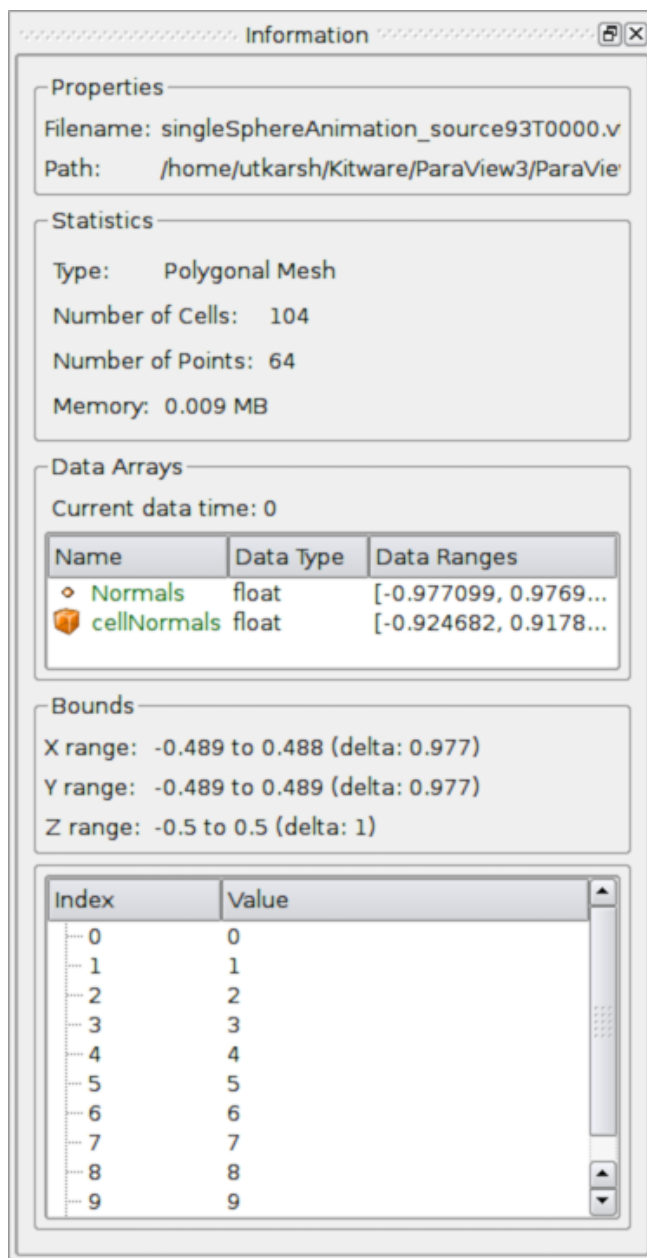 Information
Properties
Filename: singleSphereAnimation_source93T0000.v
Path: /home/utkarsh/Kitware/ParaView3/ParaVie
Statistics
Type: Polygonal Mesh
Number of Cells: 104
Number of Points: 64
Memory: 0.009 MB
Data Arrays
Current data time: 0
Name Data Type Data Ranges
Normals float [-0.977099, 0.9769...
cellNormals float [-0.924682, 0.9178...
Bounds
X range: -0.489 to 0.488 (delta: 0.977)
Y range: -0.489 to 0.489 (delta: 0.977)
Z range: -0.5 to 0.5 (delta: 1)
Index Value
0 0
1 1
2 2
3 3
4 4
5 5
6 6
7 7
8 8
9 9